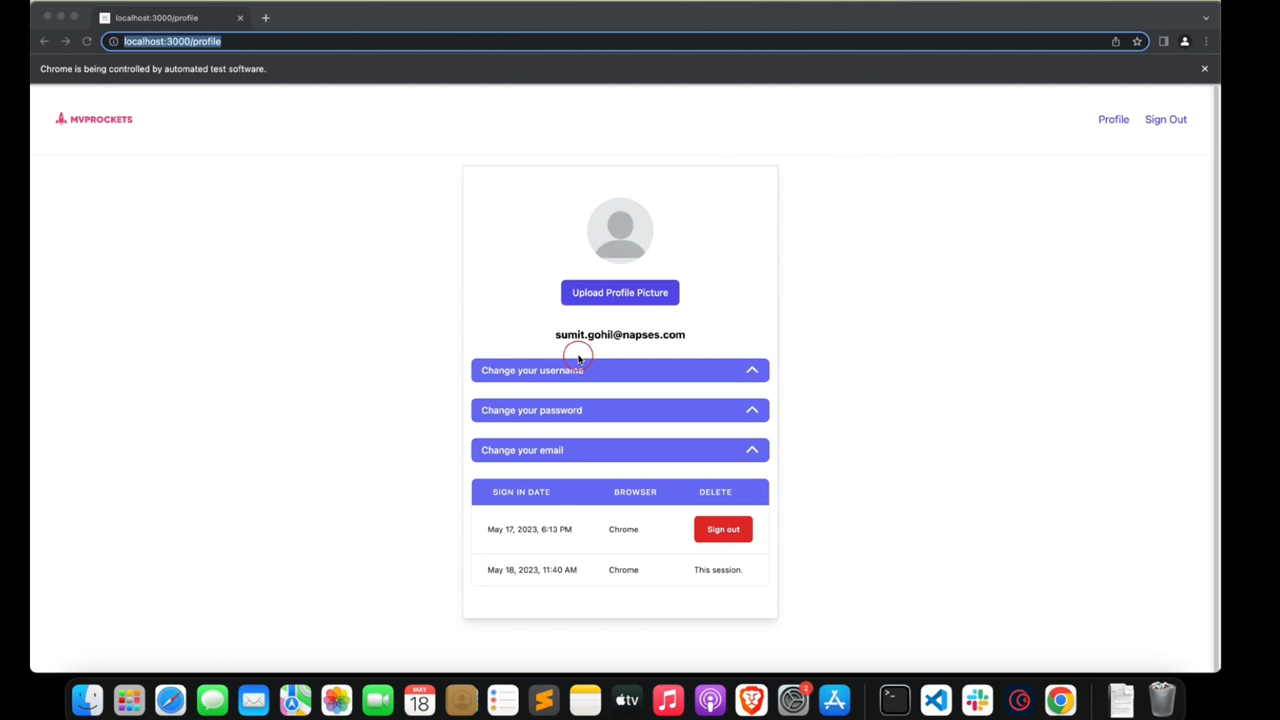 localhost:3000/profile
localhost:3000/profile
Chrome is being controlled by automated test software.
MVPROCKETS
Profile Sign Out
Upload Profile Picture
sumit.gohil@napses.com
Change your username
Change your password
Change your email
SIGN IN DATE BROWSER DELETE
May 17, 2023, 6:13 PM Chrome Sign out
May 18, 2023, 11:40 AM Chrome This session.
MAY
18
tv
2